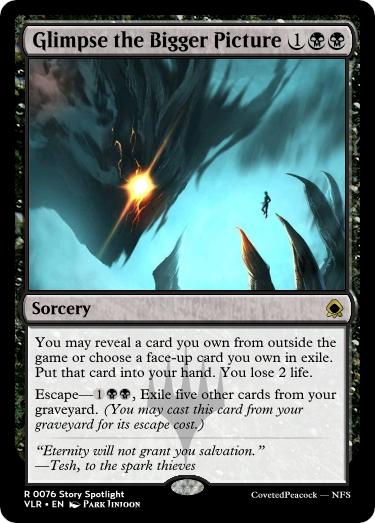 Glimpse the Bigger Picture 1
Sorcery
You may reveal a card you own from outside the
game or choose a face-up card you own in exile.
Put that card into your hand. You lose 2 life.
Escape—1, Exile five other cards from your
graveyard. (You may cast this card from your
graveyard for its escape cost.)
“Eternity will not grant you salvation.”
—Tesh, to the spark thieves
R 0076 Story Spotlight
VLR • EN Park Injoon
CovetedPeacock — NFS